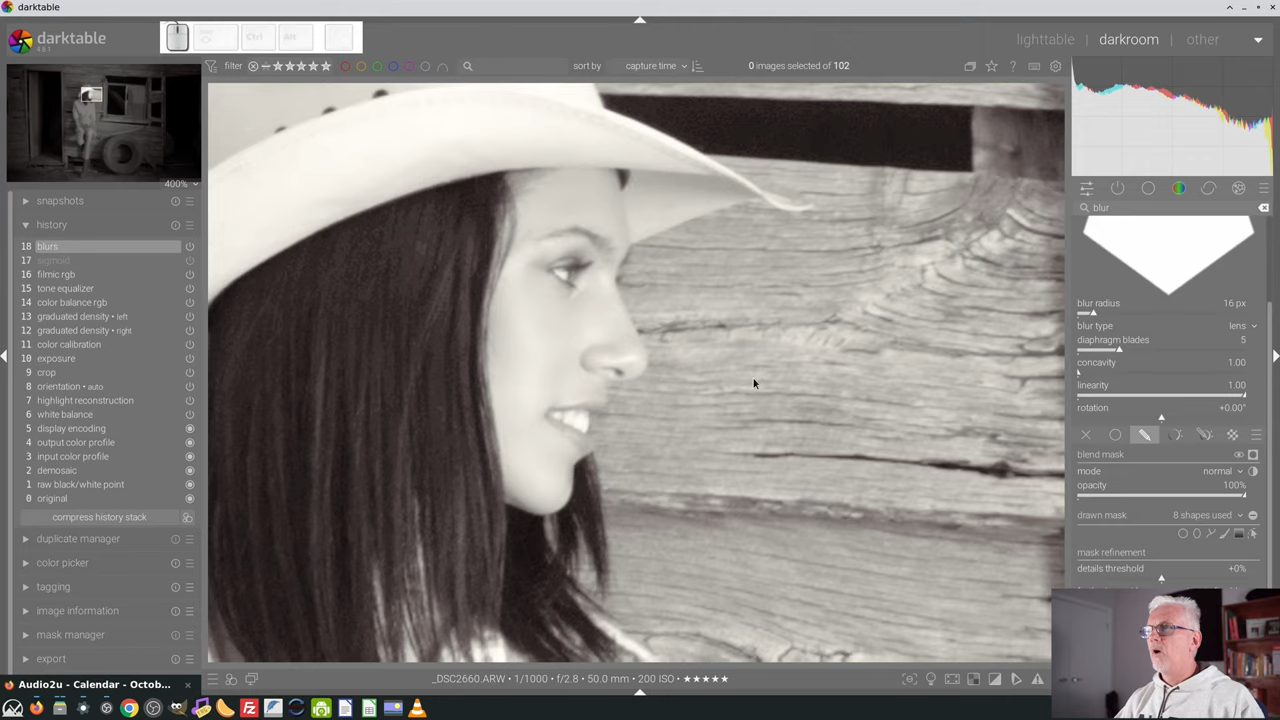 darktable
darktable
4.8.1
Ctrl
Alt
lighttable | darkroom | other
filter
sort by capture time
0 images selected of 102
400%
snapshots
history
18 blurs
17 sigmoid
16 filmic rgb
15 tone equalizer
14 color balance rgb
13 graduated density • left
12 graduated density • right
11 color calibration
10 exposure
9 crop
8 orientation • auto
7 highlight reconstruction
6 white balance
5 display encoding
4 output color profile
3 input color profile
2 demosaic
1 raw black/white point
0 original
compress history stack
duplicate manager
color picker
tagging
image information
mask manager
export
blur
blur radius 16 px
blur type lens
diaphragm blades 5
concavity 1.00
linearity 1.00
rotation +0.00°
blend mask
mode normal
opacity 100%
drawn mask 8 shapes used
mask refinement
details threshold +0%
_DSC2660.ARW • 1/1000 • f/2.8 • 50.0 mm • 200 ISO • ★★★★★
Audio2u - Calendar - Octob...